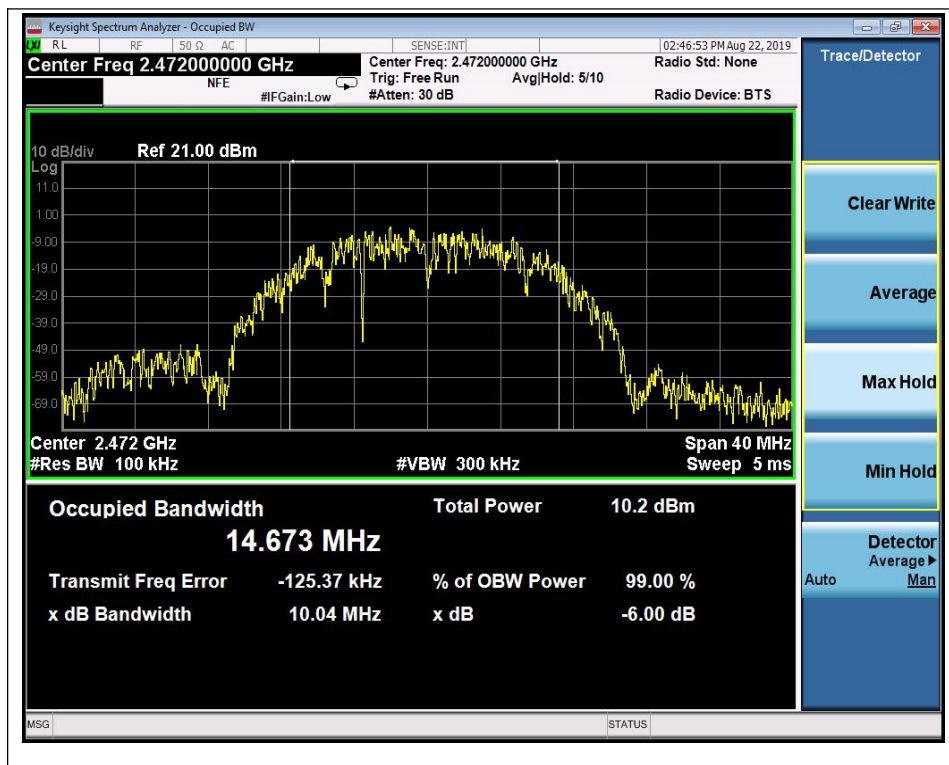 Keysight Spectrum Analyzer - Occupied BW
LXI RL RF 50 Ω AC SENSE:INT 02:46:53 PM Aug 22, 2019
Center Freq 2.472000000 GHz Center Freq: 2.472000000 GHz Radio Std: None Trace/Detector
NFE Trig: Free Run Avg|Hold: 5/10
#IFGain:Low #Atten: 30 dB Radio Device: BTS
10 dB/div Ref 21.00 dBm
Log
11.0
1.00
-9.00
-19.0
-29.0
-39.0
-49.0
-59.0
-69.0
Center 2.472 GHz Span 40 MHz
#Res BW 100 kHz #VBW 300 kHz Sweep 5 ms
Occupied Bandwidth Total Power 10.2 dBm
14.673 MHz
Transmit Freq Error -125.37 kHz % of OBW Power 99.00 %
x dB Bandwidth 10.04 MHz x dB -6.00 dB
Clear Write
Average
Max Hold
Min Hold
Detector
Average
Auto Man
MSG STATUS